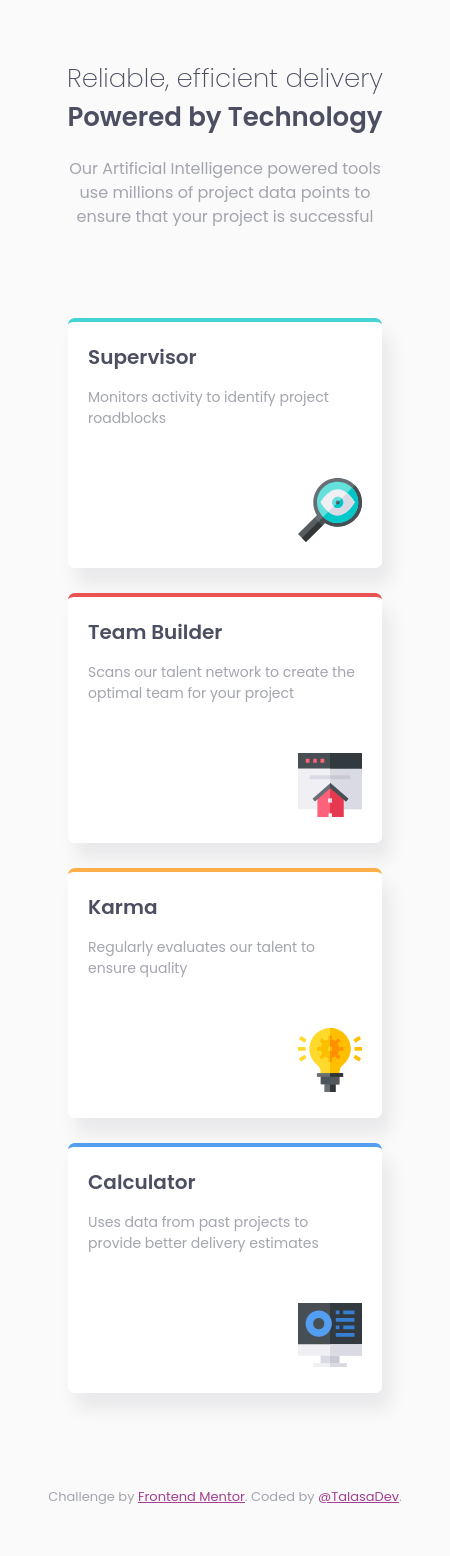 Reliable, efficient delivery
Powered by Technology
Our Artificial Intelligence powered tools
use millions of project data points to
ensure that your project is successful
Supervisor
Monitors activity to identify project
roadblocks
Team Builder
Scans our talent network to create the
optimal team for your project
Karma
Regularly evaluates our talent to
ensure quality
Calculator
Uses data from past projects to
provide better delivery estimates
Challenge by Frontend Mentor. Coded by @TalasaDev.